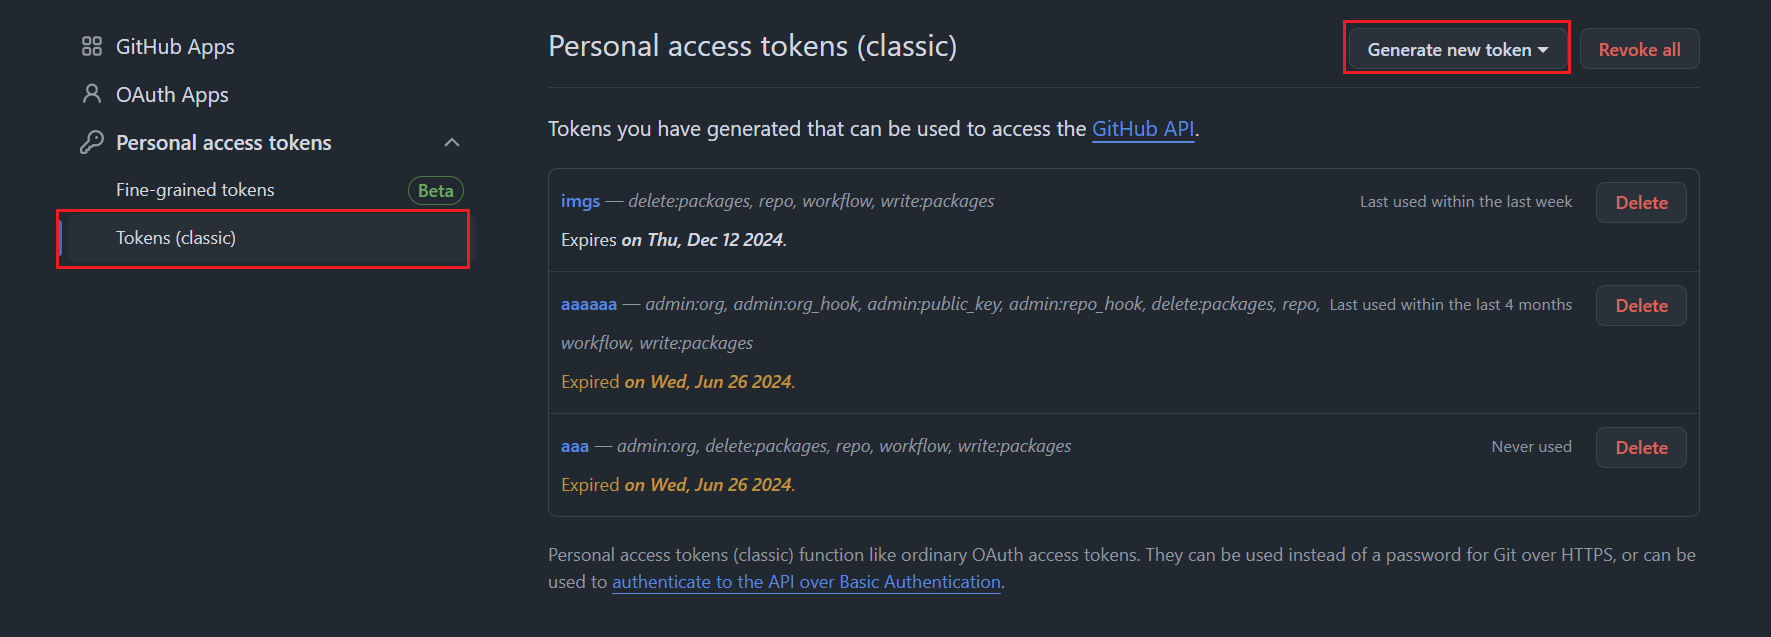 GitHub Apps
OAuth Apps
Personal access tokens
Fine-grained tokens Beta
Tokens (classic)
Personal access tokens (classic)
Generate new token
Revoke all
Tokens you have generated that can be used to access the GitHub API.
imgs — delete:packages, repo, workflow, write:packages Last used within the last week Delete
Expires on Thu, Dec 12 2024.
aaaaaa — admin:org, admin:org_hook, admin:public_key, admin:repo_hook, delete:packages, repo, Last used within the last 4 months Delete
workflow, write:packages
Expired on Wed, Jun 26 2024.
aaa — admin:org, delete:packages, repo, workflow, write:packages Never used Delete
Expired on Wed, Jun 26 2024.
Personal access tokens (classic) function like ordinary OAuth access tokens. They can be used instead of a password for Git over HTTPS, or can be
used to authenticate to the API over Basic Authentication.